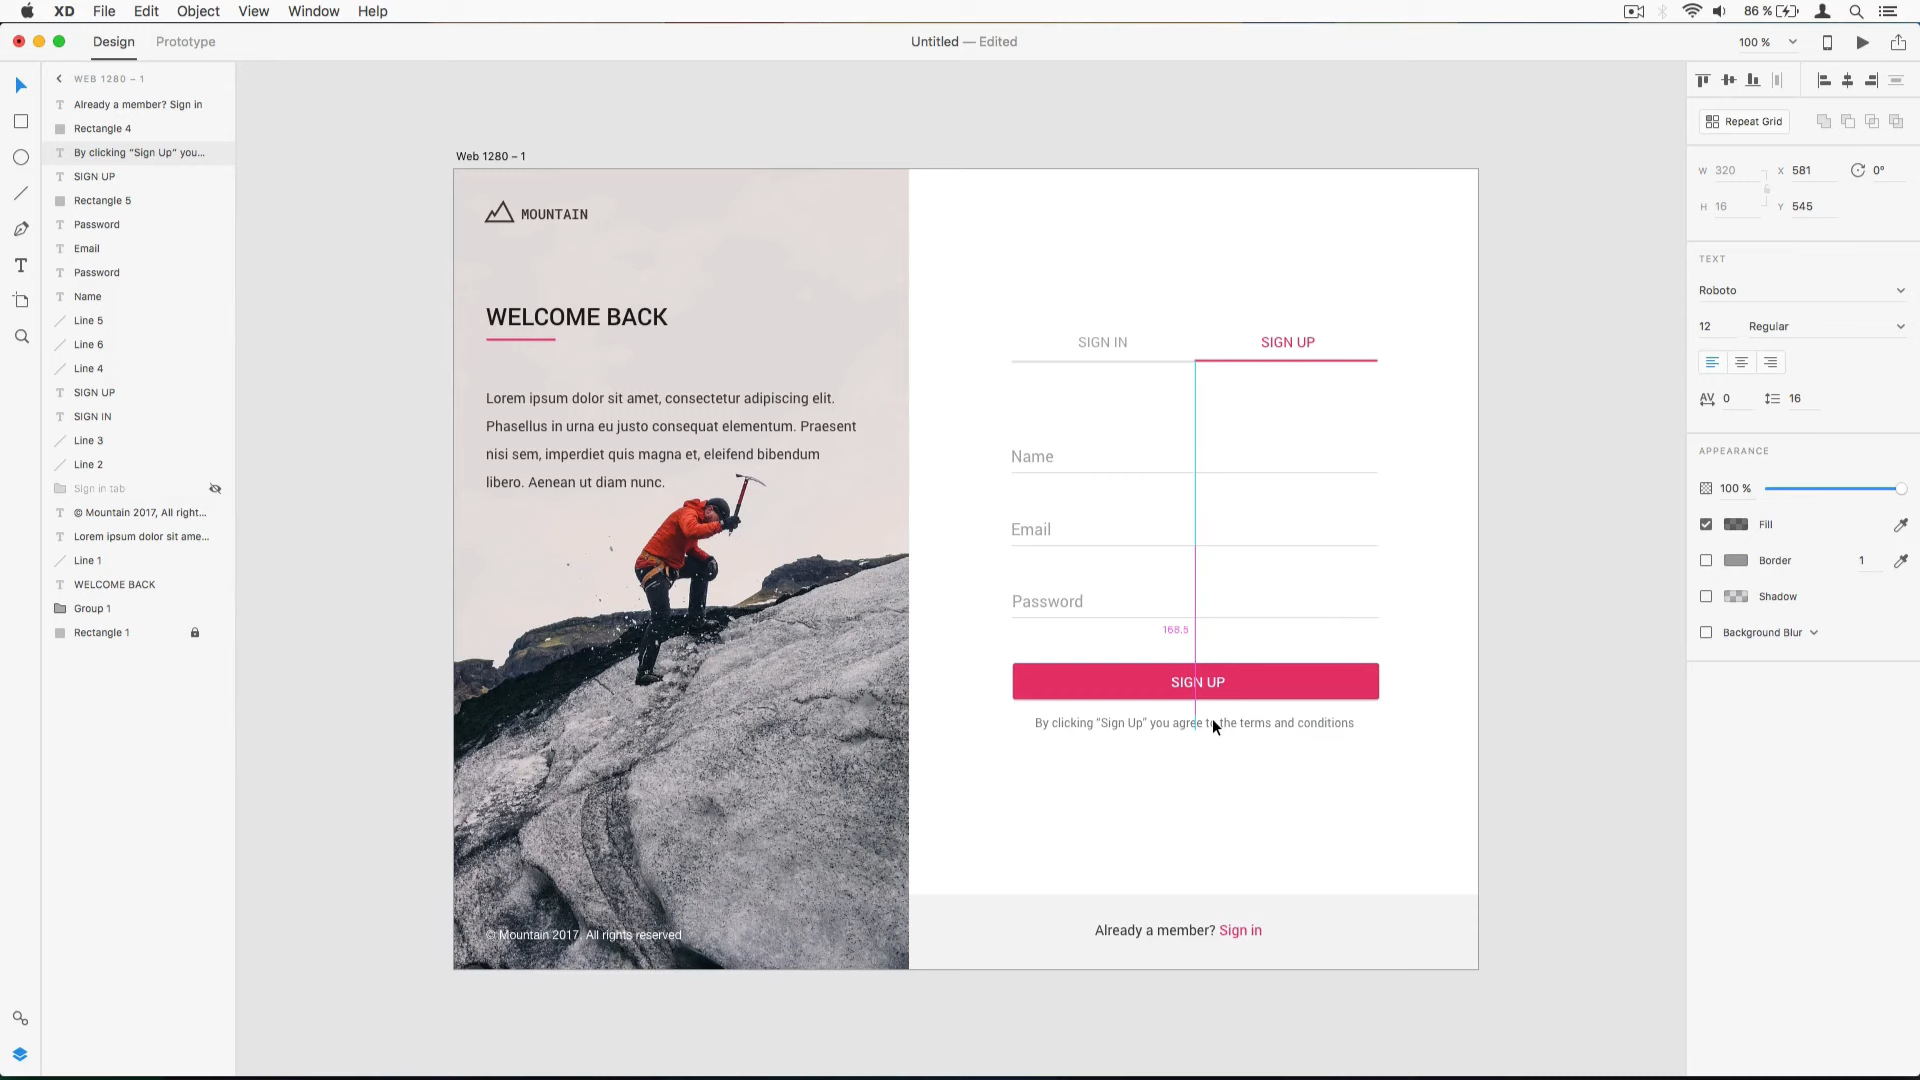 XD File Edit Object View Window Help
86 %
Design Prototype
Untitled — Edited
100 %
WEB 1280 – 1
Already a member? Sign in
Rectangle 4
By clicking “Sign Up” you...
SIGN UP
Rectangle 5
Password
Email
Password
Name
Line 5
Line 6
Line 4
SIGN UP
SIGN IN
Line 3
Line 2
Sign in tab
© Mountain 2017, All right...
Lorem ipsum dolor sit ame...
Line 1
WELCOME BACK
Group 1
Rectangle 1
Web 1280 – 1
MOUNTAIN
WELCOME BACK
Lorem ipsum dolor sit amet, consectetur adipiscing elit.
Phasellus in urna eu justo consequat elementum. Praesent
nisi sem, imperdiet quis magna et, eleifend bibendum
libero. Aenean ut diam nunc.
© Mountain 2017, All rights reserved
SIGN IN SIGN UP
Name
Email
Password
168.5
SIGN UP
By clicking “Sign Up” you agree to the terms and conditions
Already a member? Sign in
Repeat Grid
W 320 X 581 0°
H 16 Y 545
TEXT
Roboto
12 Regular
AV 0 16
APPEARANCE
100 %
Fill
Border 1
Shadow
Background Blur